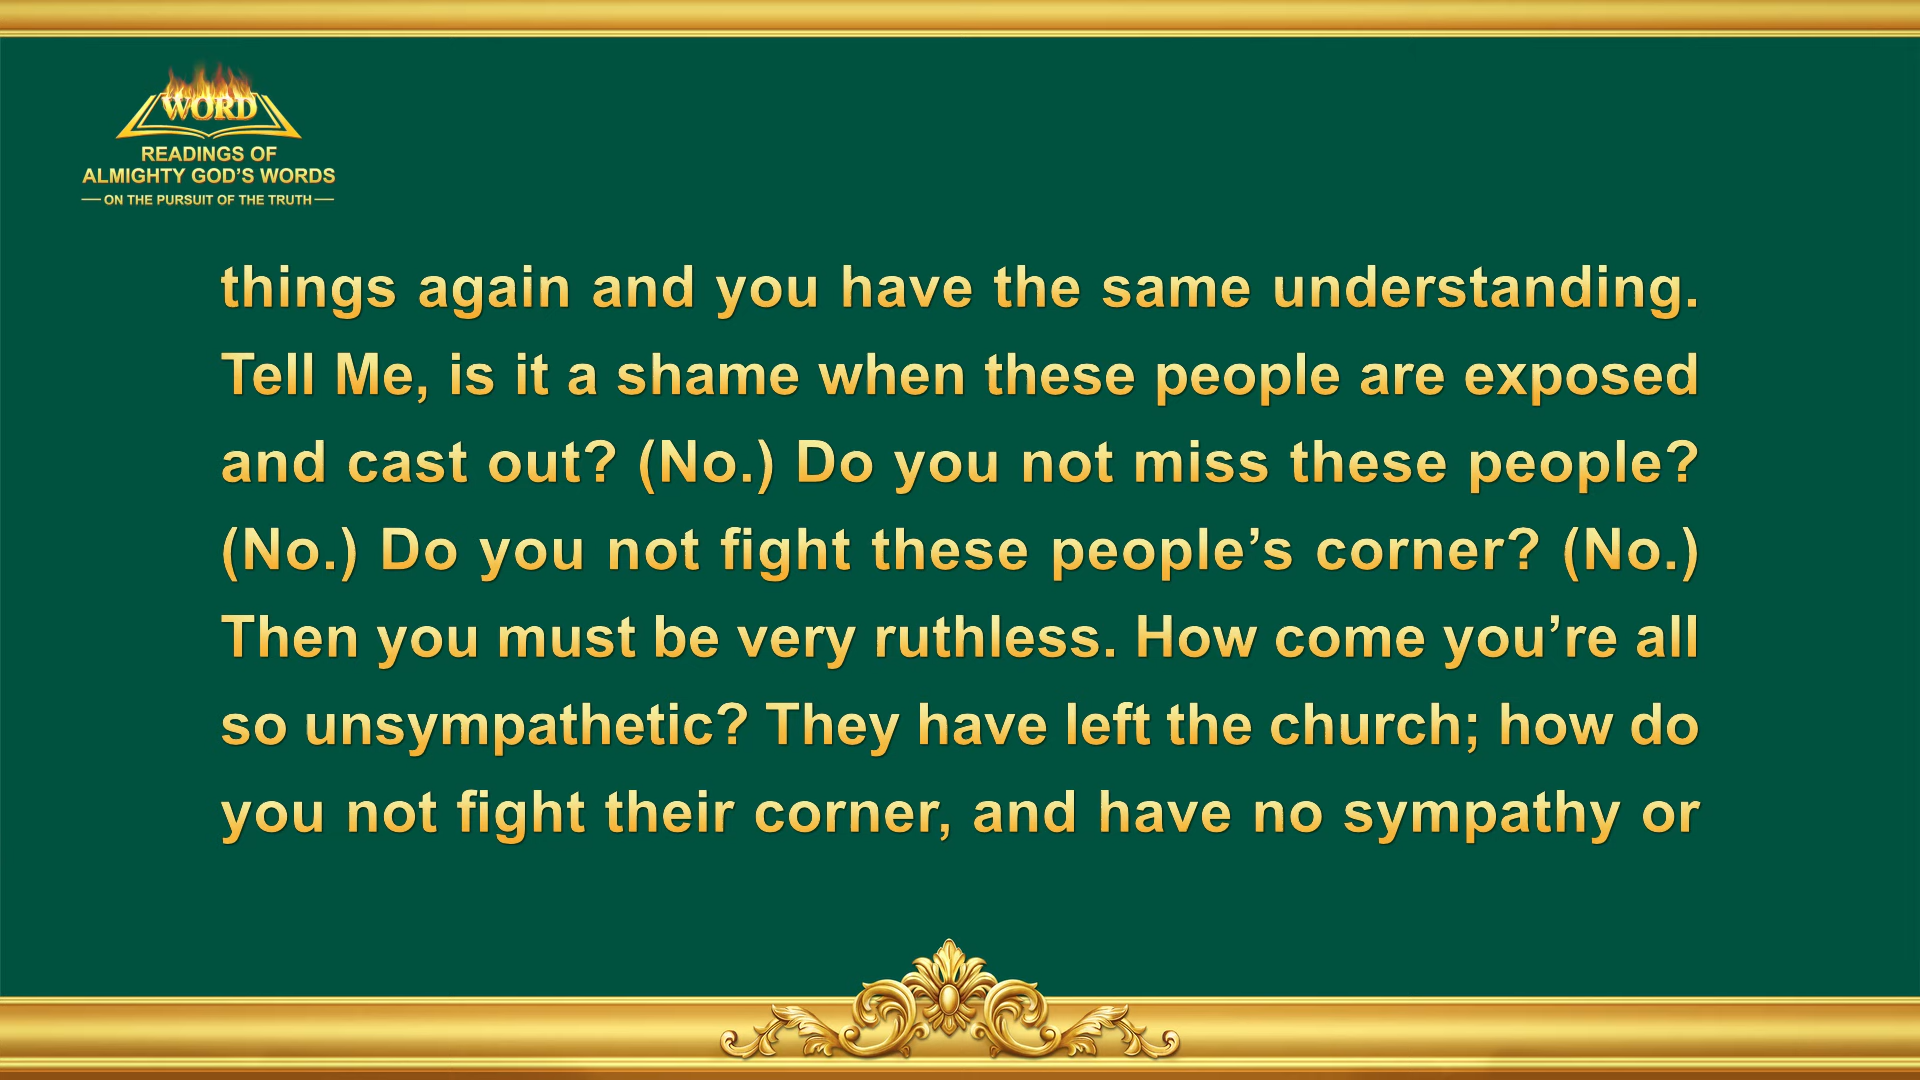 WORD
READINGS OF
ALMIGHTY GOD'S WORDS
— ON THE PURSUIT OF THE TRUTH —
things again and you have the same understanding.
Tell Me, is it a shame when these people are exposed
and cast out? (No.) Do you not miss these people?
(No.) Do you not fight these people’s corner? (No.)
Then you must be very ruthless. How come you’re all
so unsympathetic? They have left the church; how do
you not fight their corner, and have no sympathy or